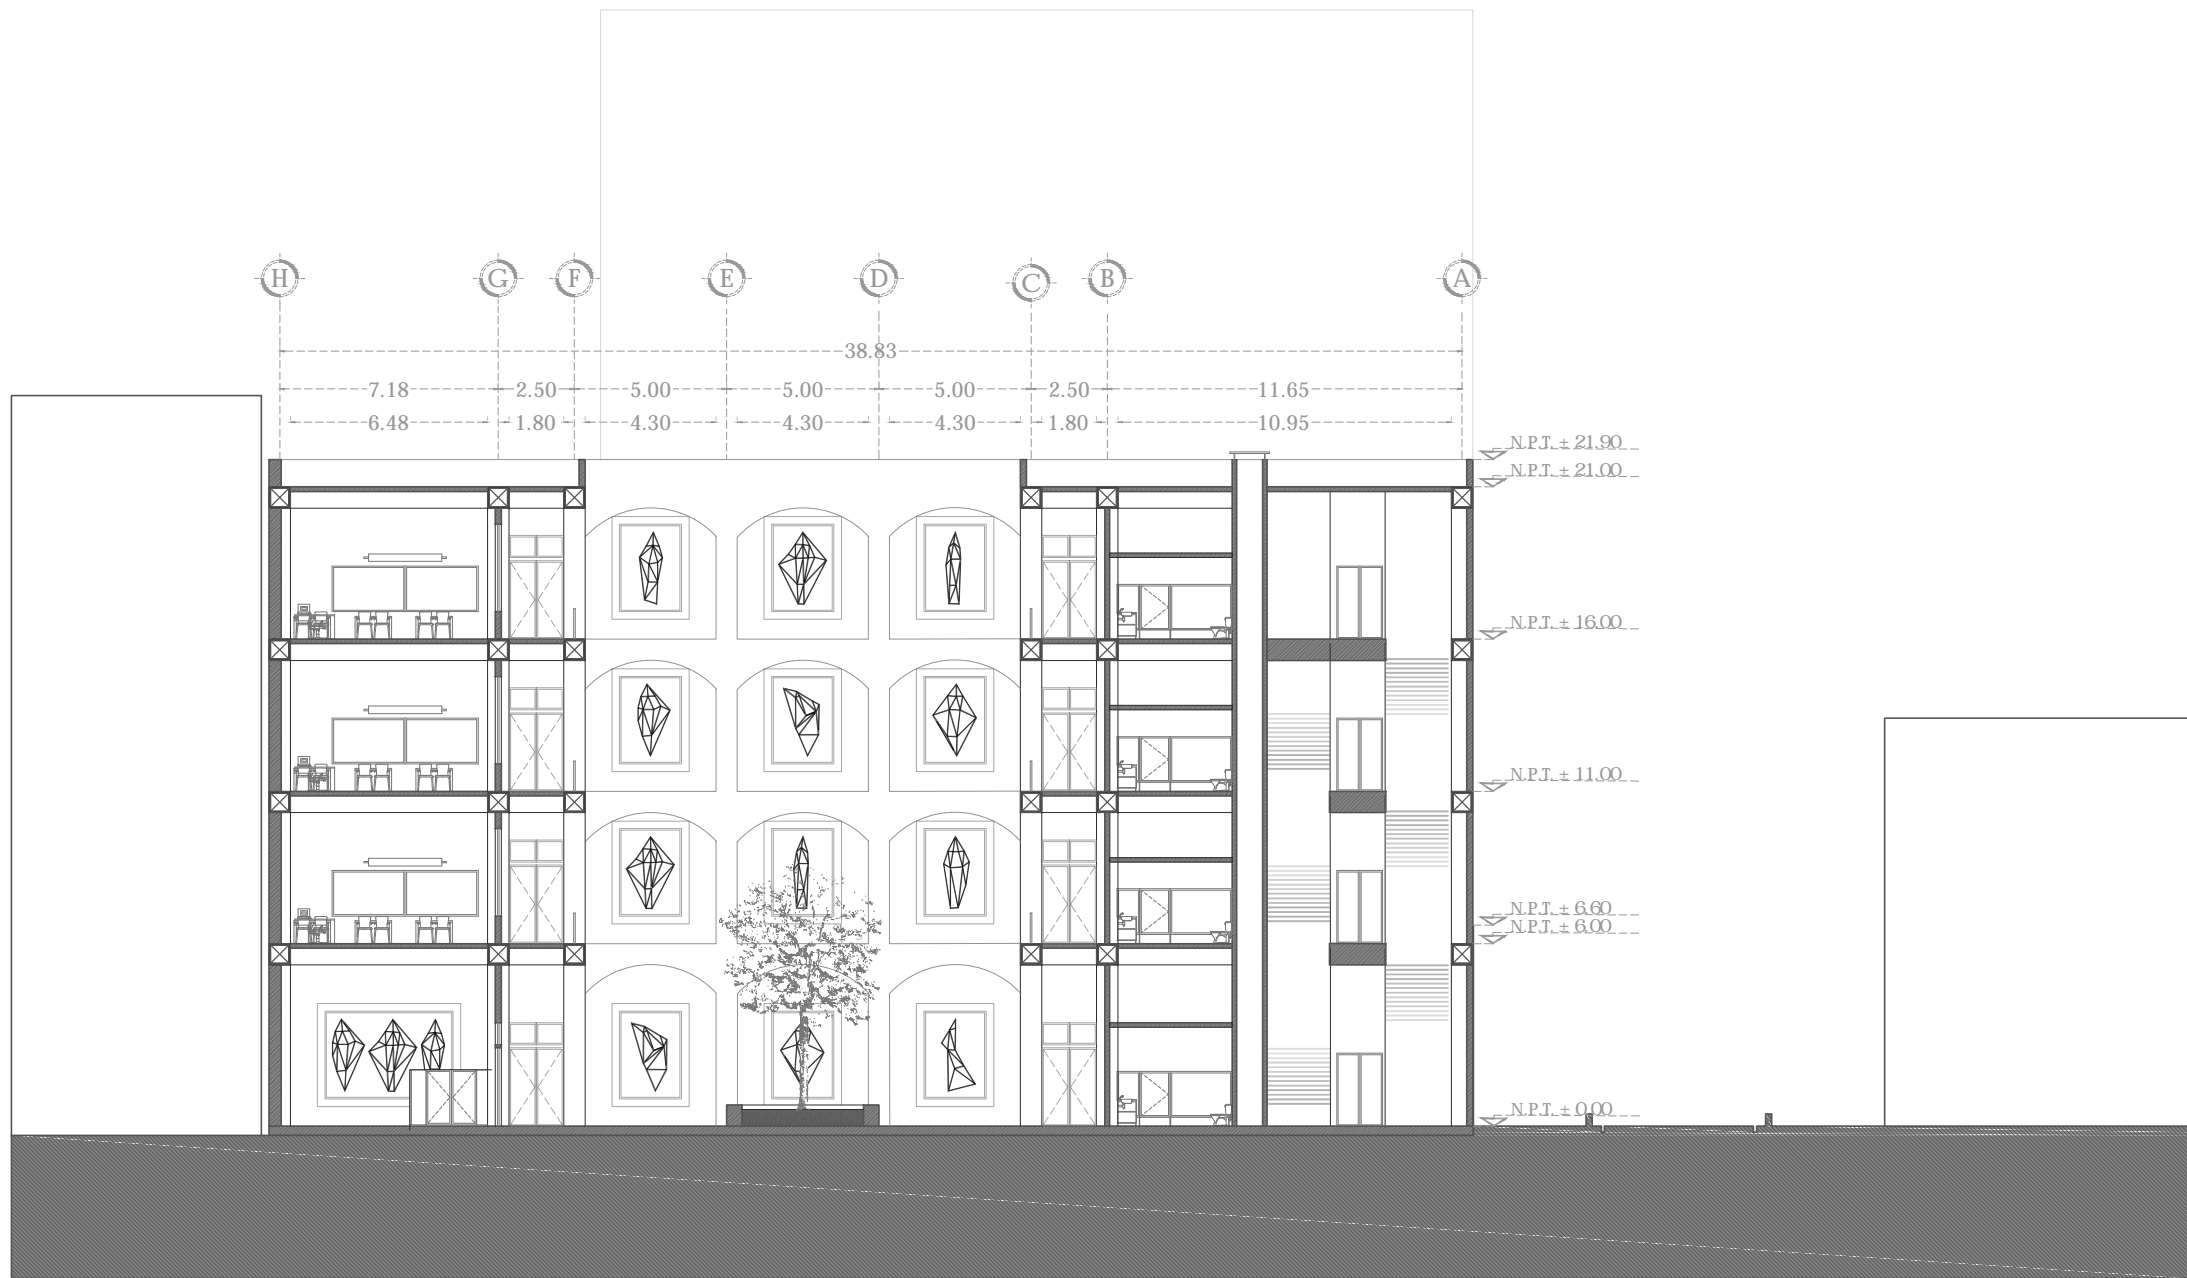 H G F E D C B A
38.83
7.18 2.50 5.00 5.00 5.00 2.50 11.65
6.48 1.80 4.30 4.30 4.30 1.80 10.95
N.P.T. ± 21.90
N.P.T. ± 21.00
N.P.T. ± 16.00
N.P.T. ± 11.00
N.P.T. ± 6.60
N.P.T. ± 6.00
N.P.T. ± 0.00